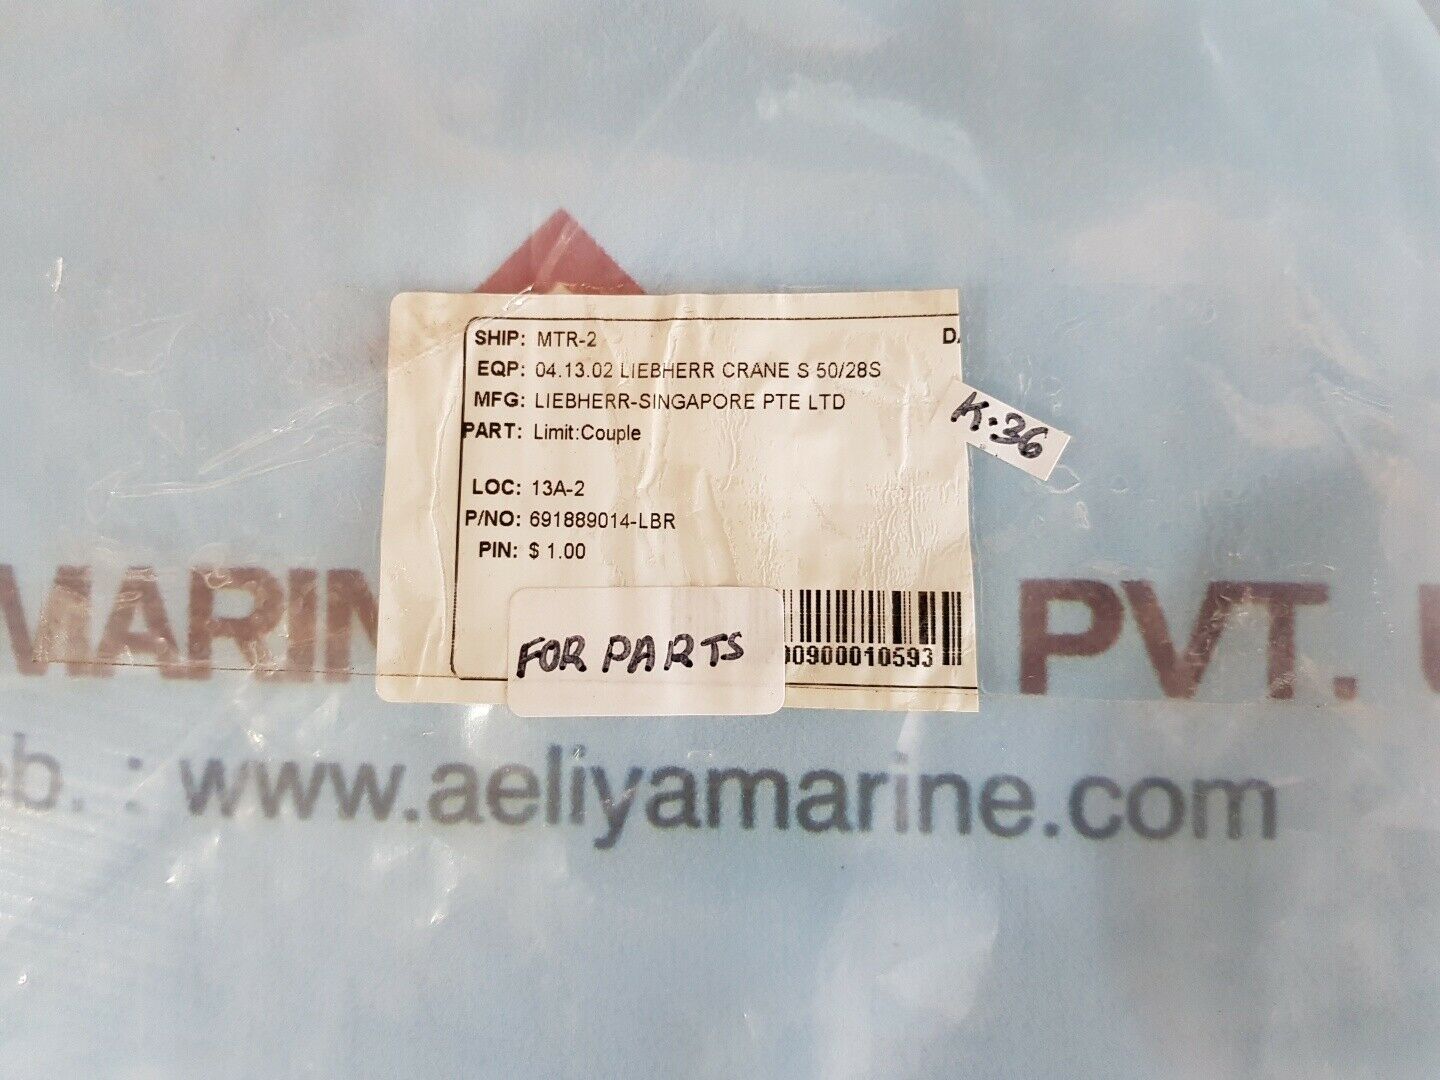 SHIP: MTR-2
EQP: 04.13.02 LIEBHERR CRANE S 50/28S
MFG: LIEBHERR-SINGAPORE PTE LTD
PART: Limit:Couple
K.36
LOC: 13A-2
P/NO: 691889014-LBR
PIN: $ 1.00
FOR PARTS
00900010593
MARIN PVT.
www.aeliyamarine.com